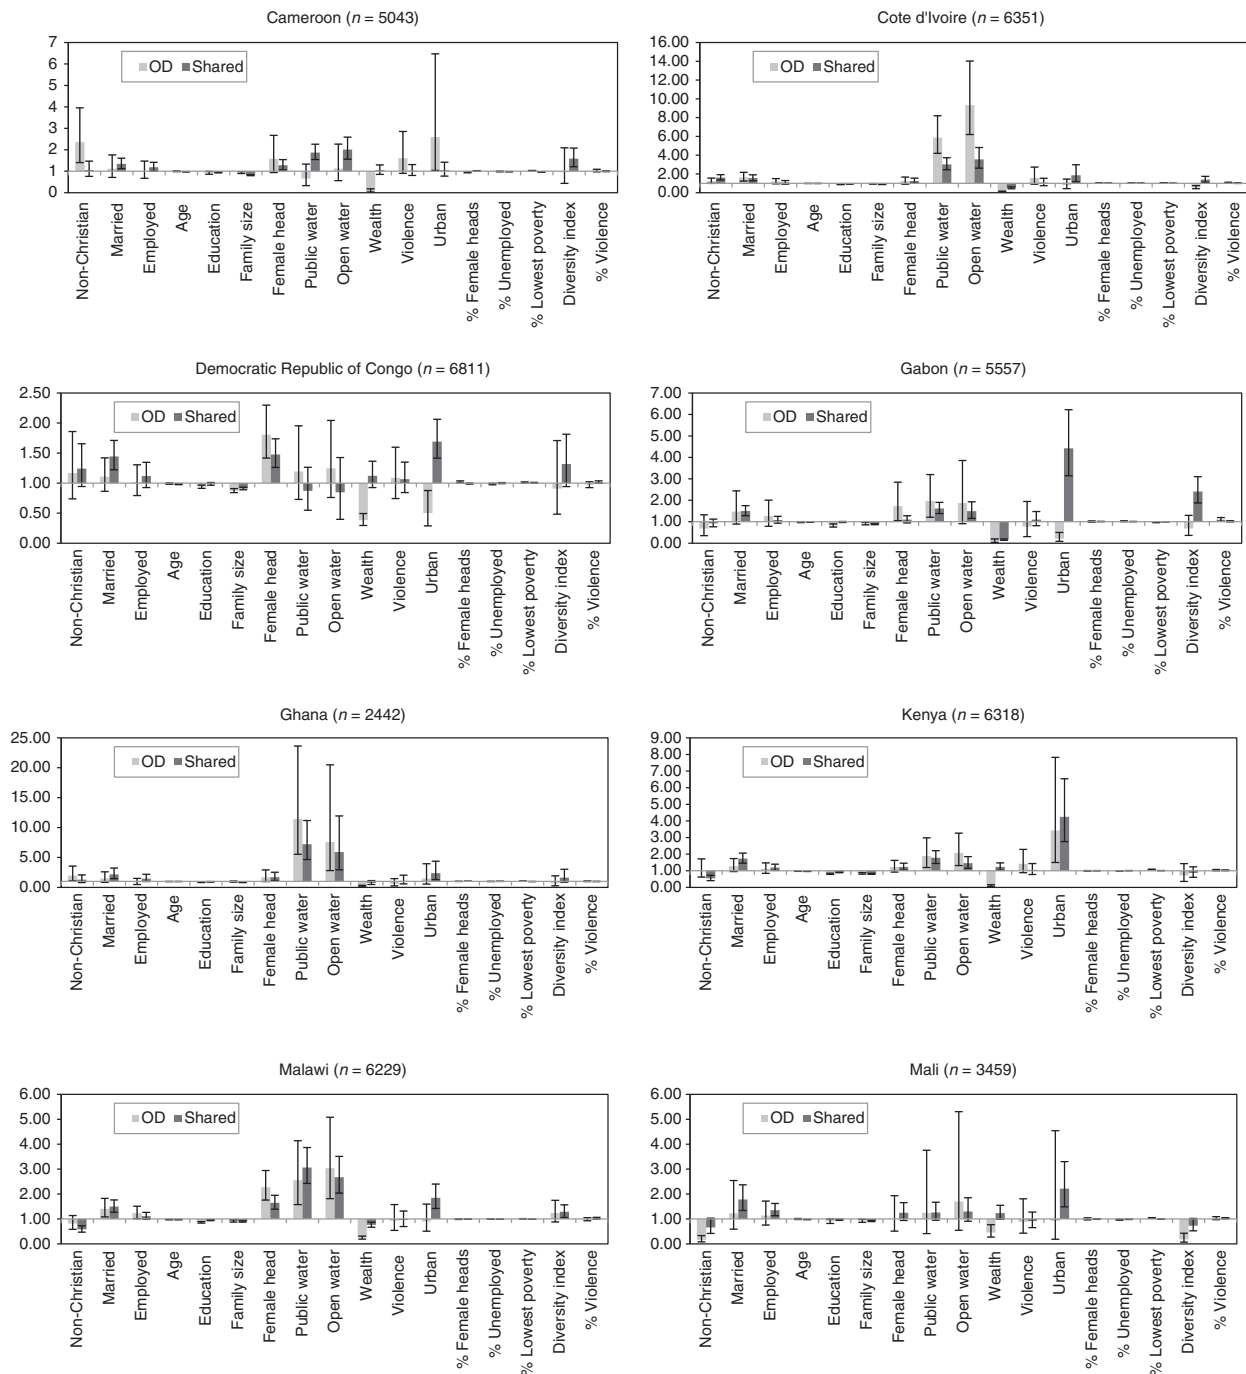 Cameroon (n = 5043)
7
6
5
4
3
2
1
0
OD Shared
Non-Christian
Married
Employed
Age
Education
Family size
Female head
Public water
Open water
Wealth
Violence
Urban
% Female heads
% Unemployed
% Lowest poverty
Diversity index
% Violence
Cote d'Ivoire (n = 6351)
16.00
14.00
12.00
10.00
8.00
6.00
4.00
2.00
0.00
OD Shared
Non-Christian
Married
Employed
Age
Education
Family size
Female head
Public water
Open water
Wealth
Violence
Urban
% Female heads
% Unemployed
% Lowest poverty
Diversity index
% Violence
Democratic Republic of Congo (n = 6811)
2.50
2.00
1.50
1.00
0.50
0.00
OD Shared
Non-Christian
Married
Employed
Age
Education
Family size
Female head
Public water
Open water
Wealth
Violence
Urban
% Female heads
% Unemployed
% Lowest poverty
Diversity index
% Violence
Gabon (n = 5557)
7.00
6.00
5.00
4.00
3.00
2.00
1.00
0.00
OD Shared
Non-Christian
Married
Employed
Age
Education
Family size
Female head
Public water
Open water
Wealth
Violence
Urban
% Female heads
% Unemployed
% Lowest poverty
Diversity index
% Violence
Ghana (n = 2442)
25.00
20.00
15.00
10.00
5.00
0.00
OD Shared
Non-Christian
Married
Employed
Age
Education
Family size
Female head
Public water
Open water
Wealth
Violence
Urban
% Female heads
% Unemployed
% Lowest poverty
Diversity index
% Violence
Kenya (n = 6318)
9.00
8.00
7.00
6.00
5.00
4.00
3.00
2.00
1.00
0.00
OD Shared
Non-Christian
Married
Employed
Age
Education
Family size
Female head
Public water
Open water
Wealth
Violence
Urban
% Female heads
% Unemployed
% Lowest poverty
Diversity index
% Violence
Malawi (n = 6229)
6.00
5.00
4.00
3.00
2.00
1.00
0.00
OD Shared
Non-Christian
Married
Employed
Age
Education
Family size
Female head
Public water
Open water
Wealth
Violence
Urban
% Female heads
% Unemployed
% Lowest poverty
Diversity index
% Violence
Mali (n = 3459)
6.00
5.00
4.00
3.00
2.00
1.00
0.00
OD Shared
Non-Christian
Married
Employed
Age
Education
Family size
Female head
Public water
Open water
Wealth
Violence
Urban
% Female heads
% Unemployed
% Lowest poverty
Diversity index
% Violence